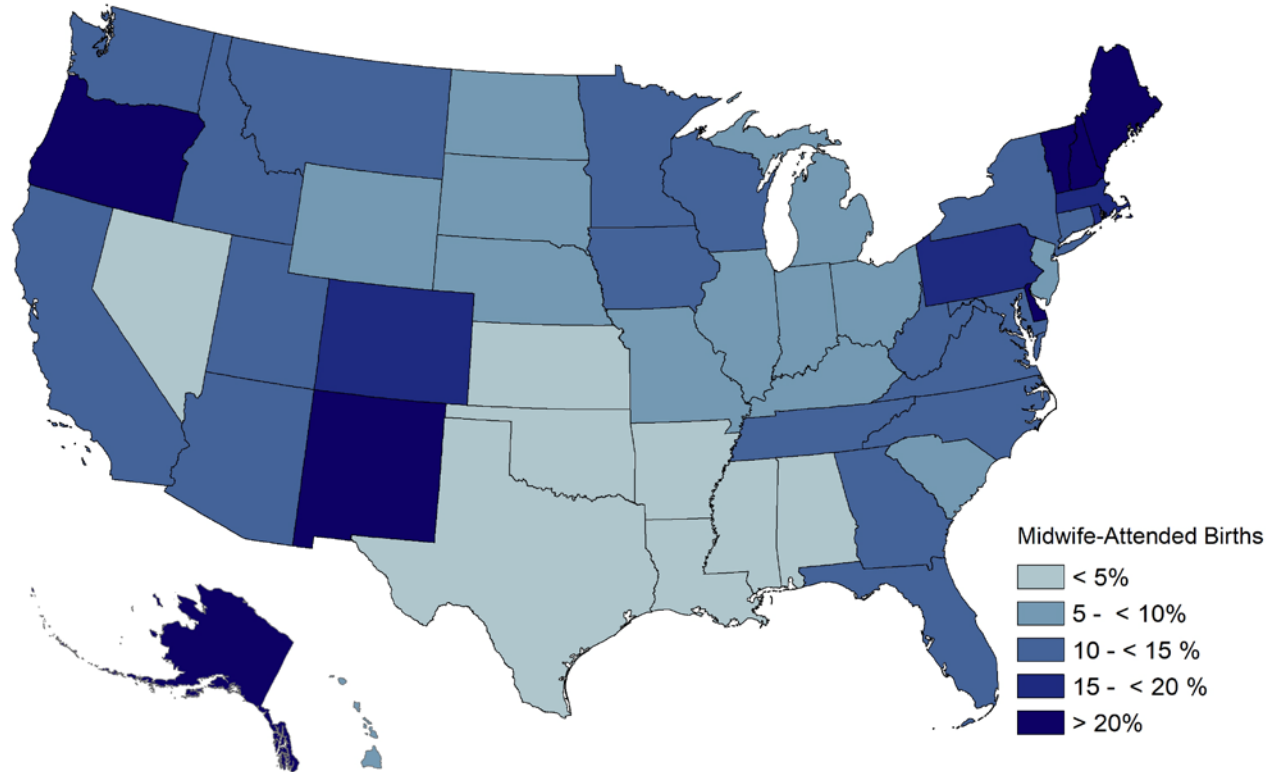 Midwife-Attended Births
< 5%
5 - < 10%
10 - < 15 %
15 - < 20 %
> 20%